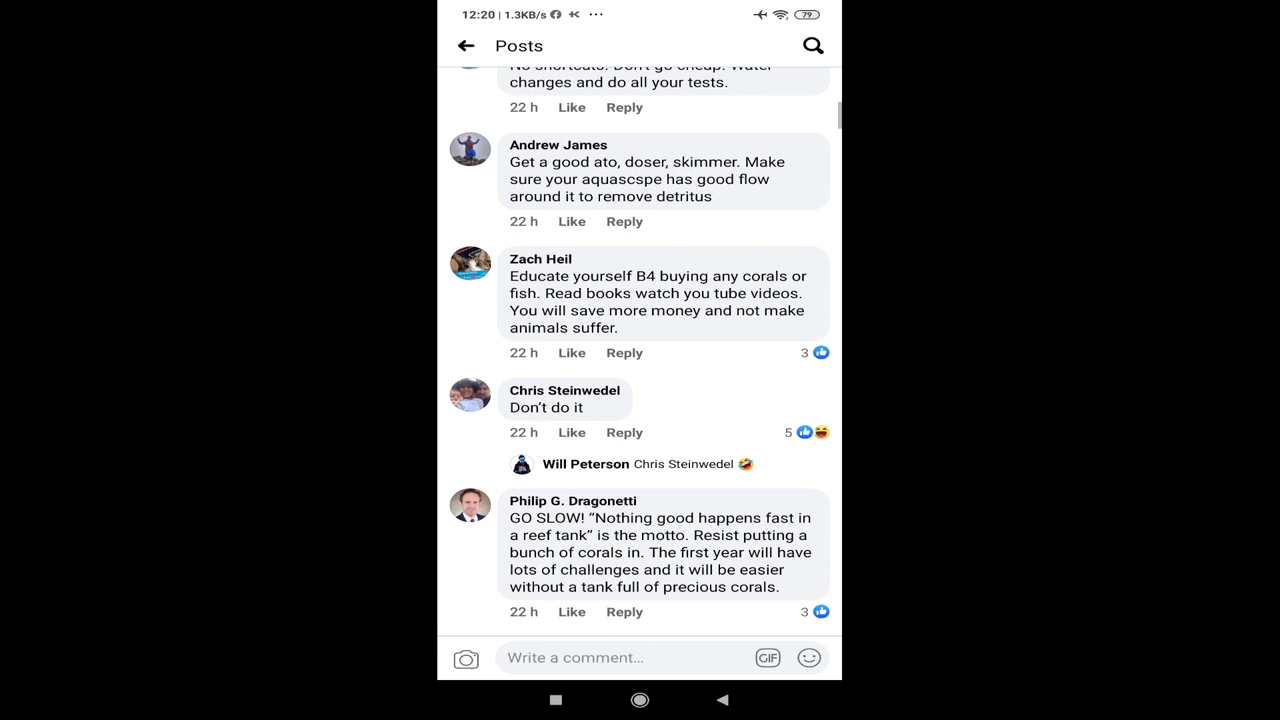 12:20 | 1.3KB/s
79
Posts
No shortcuts. Don't go cheap. Water
changes and do all your tests.
22 h Like Reply
Andrew James
Get a good ato, doser, skimmer. Make
sure your aquascspe has good flow
around it to remove detritus
22 h Like Reply
Zach Heil
Educate yourself B4 buying any corals or
fish. Read books watch you tube videos.
You will save more money and not make
animals suffer.
22 h Like Reply 3
Chris Steinwedel
Don't do it
22 h Like Reply 5
Will Peterson Chris Steinwedel 🤣
Philip G. Dragonetti
GO SLOW! “Nothing good happens fast in
a reef tank” is the motto. Resist putting a
bunch of corals in. The first year will have
lots of challenges and it will be easier
without a tank full of precious corals.
22 h Like Reply 3
Write a comment...
GIF